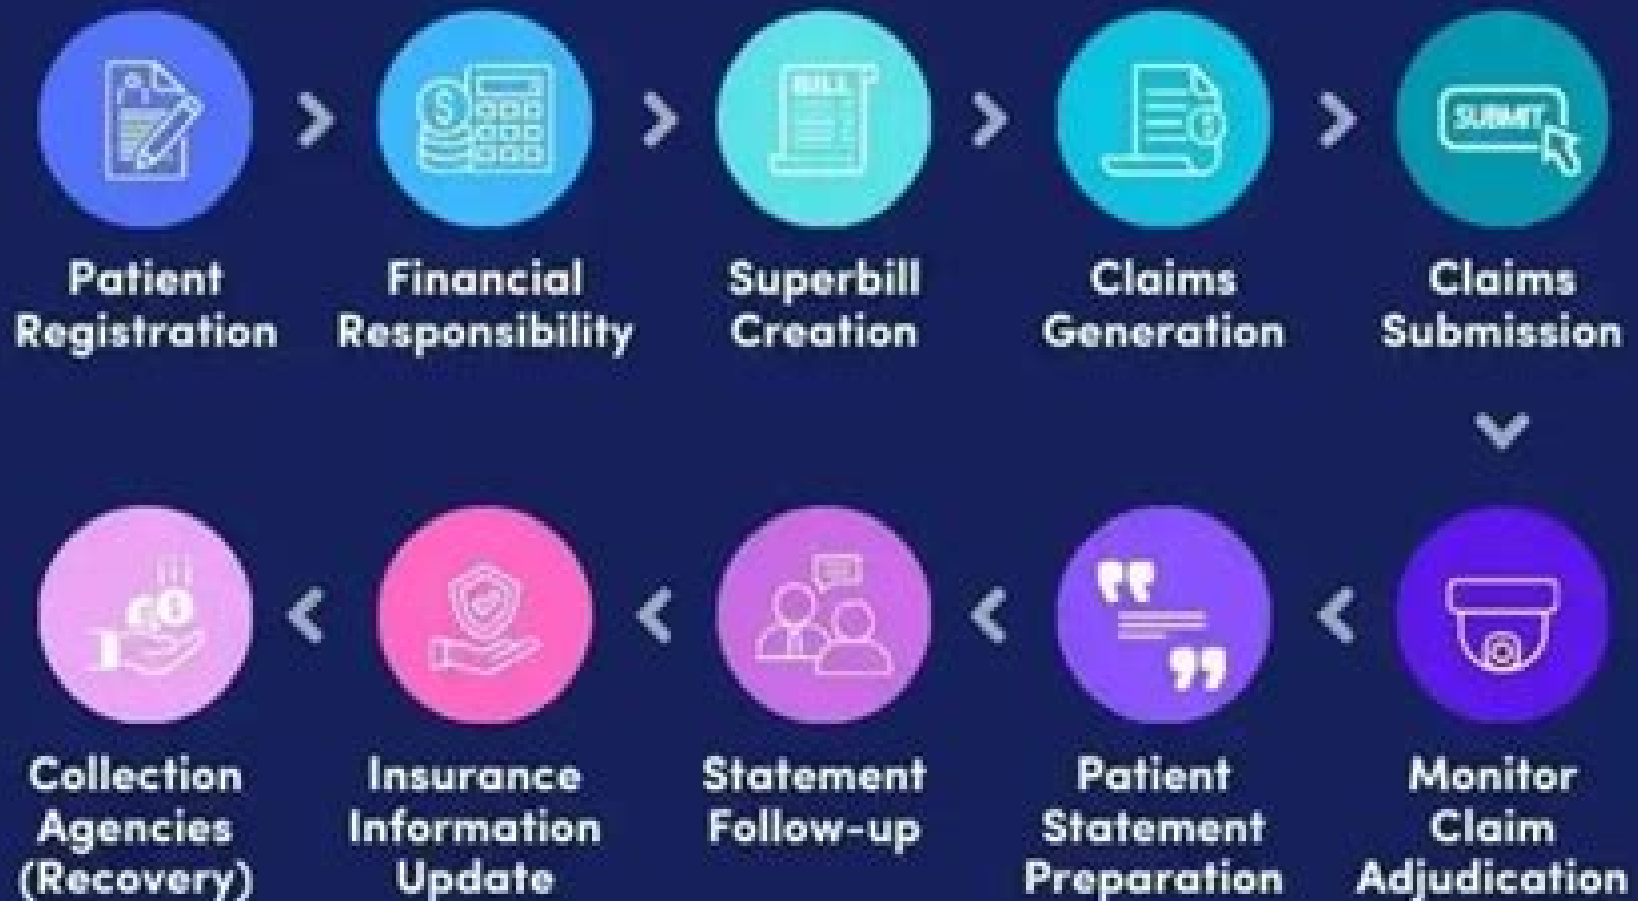 BILL
SUBMIT
Patient
Registration
Financial
Responsibility
Superbill
Creation
Claims
Generation
Claims
Submission
Monitor
Claim
Adjudication
Patient
Statement
Preparation
Statement
Follow-up
Insurance
Information
Update
Collection
Agencies
(Recovery)